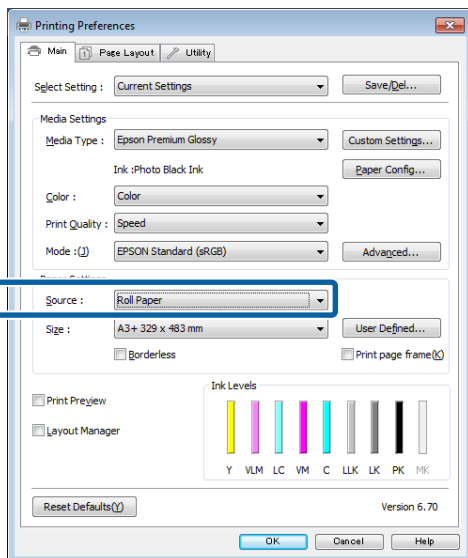 Printing Preferences
Main Page Layout Utility
Select Setting : Current Settings Save/Del...
Media Settings
Media Type : Epson Premium Glossy Custom Settings...
Ink :Photo Black Ink Paper Config...
Color : Color
Print Quality : Speed
Mode :(J) EPSON Standard (sRGB) Advanced...
Paper Settings
Source : Roll Paper
Size : A3+ 329 x 483 mm User Defined...
Borderless Print page frame(K)
Ink Levels
Print Preview
Layout Manager
Y VLM LC VM C LLK LK PK MK
Reset Defaults(Y) Version 6.70
OK Cancel Help